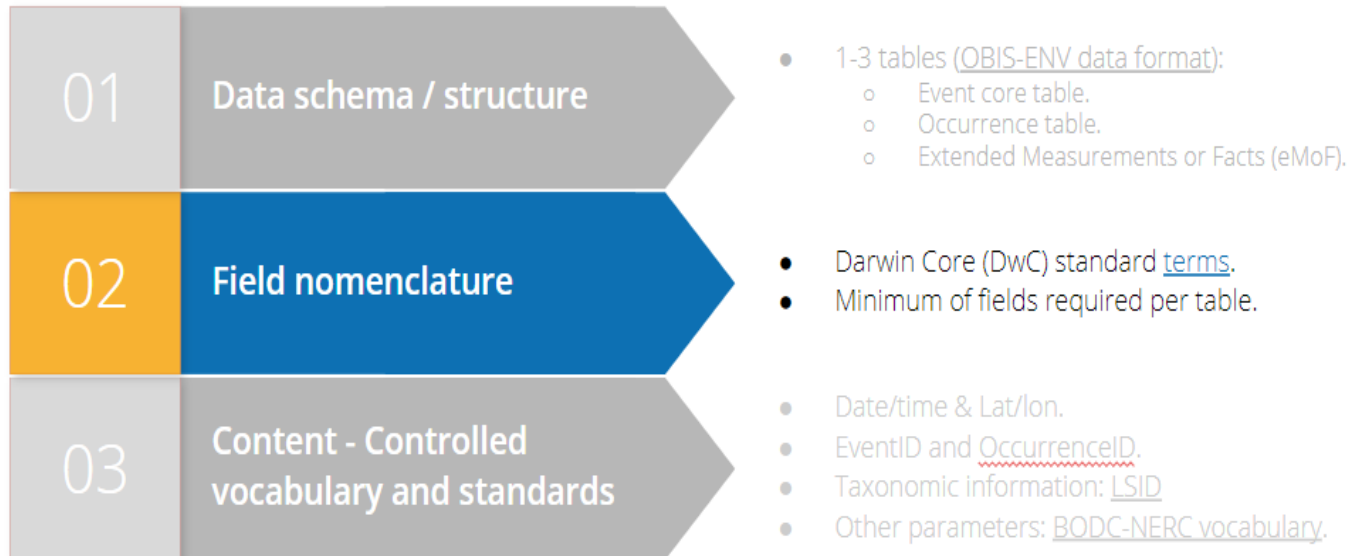 01
Data schema / structure
● 1-3 tables (OBIS-ENV data format):
○ Event core table.
○ Occurrence table.
○ Extended Measurements or Facts (eMoF).
02
Field nomenclature
● Darwin Core (DwC) standard terms.
● Minimum of fields required per table.
03
Content - Controlled
vocabulary and standards
● Date/time & Lat/lon.
● EventID and OccurrenceID.
● Taxonomic information: LSID
● Other parameters: BODC-NERC vocabulary.